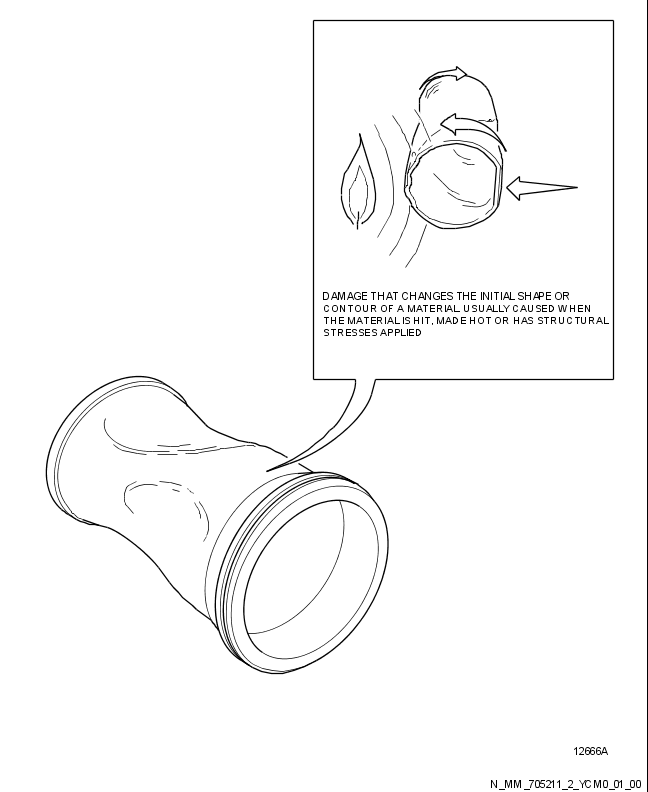 DAMAGE THAT CHANGES THE INITIAL SHAPE OR
CONTOUR OF A MATERIAL. USUALLY CAUSED WHEN
THE MATERIAL IS HIT, MADE HOT OR HAS STRUCTURAL
STRESSES APPLIED
12666A
N_MM_705211_2_YCM0_01_00